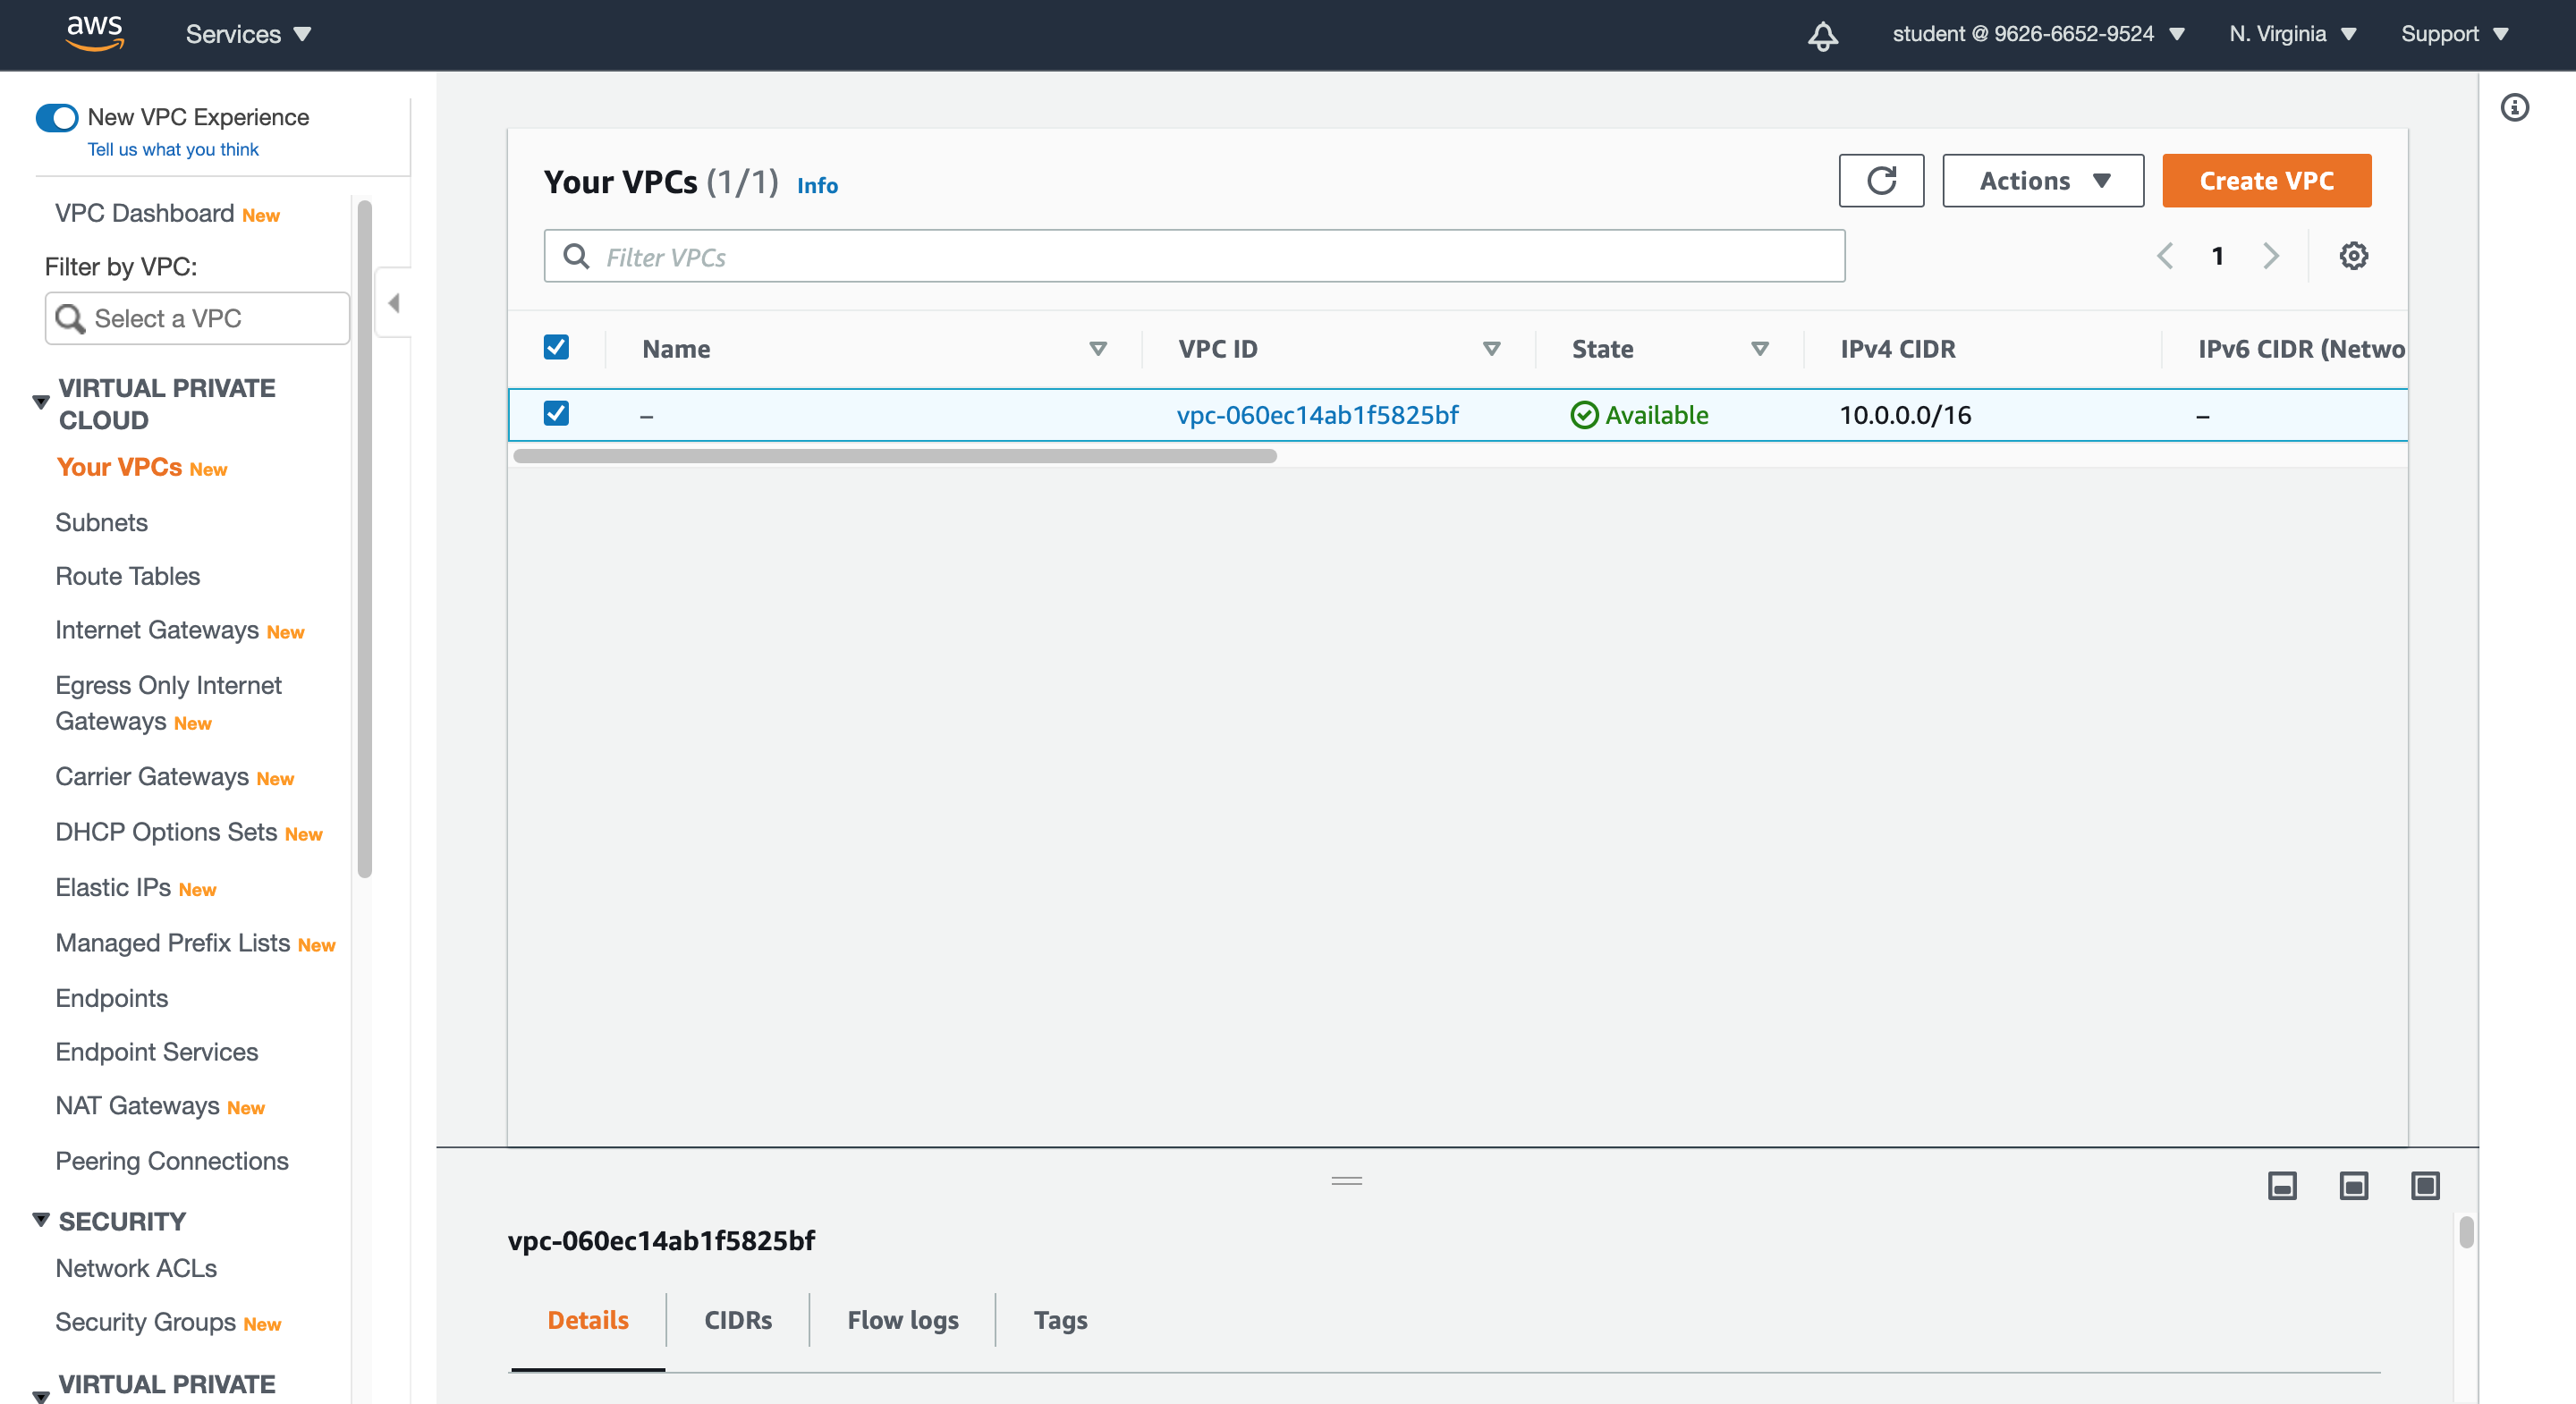 aws
Services
student @ 9626-6652-9524
N. Virginia
Support
New VPC Experience
Tell us what you think
VPC Dashboard New
Filter by VPC:
Select a VPC
VIRTUAL PRIVATE
CLOUD
Your VPCs New
Subnets
Route Tables
Internet Gateways New
Egress Only Internet
Gateways New
Carrier Gateways New
DHCP Options Sets New
Elastic IPs New
Managed Prefix Lists New
Endpoints
Endpoint Services
NAT Gateways New
Peering Connections
SECURITY
Network ACLs
Security Groups New
VIRTUAL PRIVATE
Your VPCs (1/1) Info
Actions
Create VPC
Filter VPCs
1
Name VPC ID State IPv4 CIDR IPv6 CIDR (Netwo
– vpc-060ec14ab1f5825bf Available 10.0.0.0/16 –
vpc-060ec14ab1f5825bf
Details CIDRs Flow logs Tags